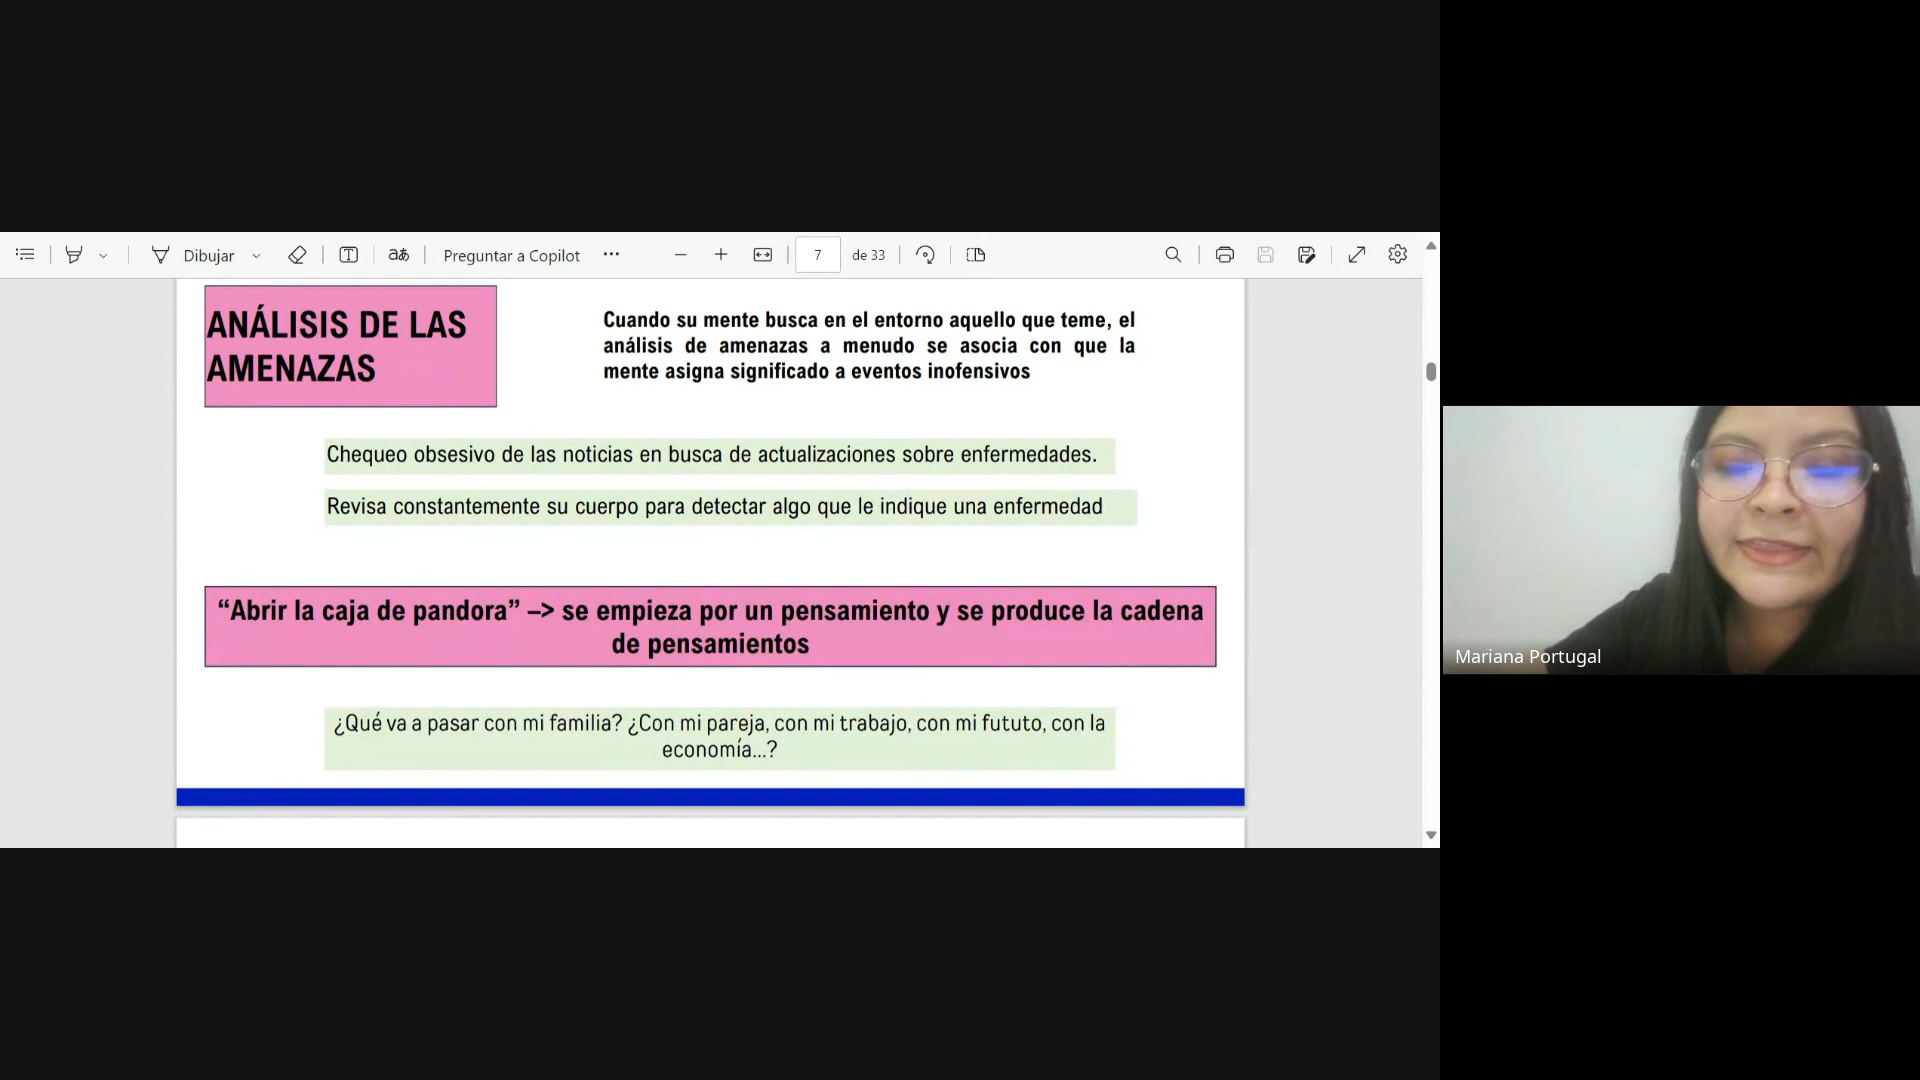 Dibujar
aあ
Preguntar a Copilot
7
de 33
ANÁLISIS DE LAS
AMENAZAS
Cuando su mente busca en el entorno aquello que teme, el
análisis de amenazas a menudo se asocia con que la
mente asigna significado a eventos inofensivos
Chequeo obsesivo de las noticias en busca de actualizaciones sobre enfermedades.
Revisa constantemente su cuerpo para detectar algo que le indique una enfermedad
“Abrir la caja de pandora” –> se empieza por un pensamiento y se produce la cadena
de pensamientos
¿Qué va a pasar con mi familia? ¿Con mi pareja, con mi trabajo, con mi fututo, con la
economía...?
Mariana Portugal